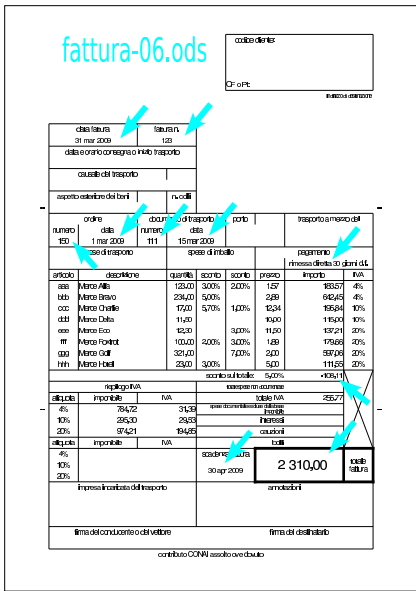 fattura-06.ods
codice cliente:
CF o PI:
indirizzo di destinazione
data fattura fattura n.
31 mar 2009 123
data e orario consegna o inizio trasporto
causale del trasporto
aspetto esteriore dei beni n. colli
ordine documento di trasporto porto trasporto a mezzo del:
numero data numero data
150 1 mar 2009 111 15 mar 2009
spese di trasporto spese di imballo pagamento
rimessa diretta 30 giorni d.f.
articolo descrizione quantità sconto sconto prezzo importo IVA
aaa Merce Alfa 123,00 3,00% 2,00% 1,57 183,57 4%
bbb Merce Bravo 234,00 5,00% 2,89 642,45 4%
ccc Merce Charlie 17,00 5,70% 1,00% 12,34 195,84 10%
ddd Merce Delta 11,50 10,00 115,00 10%
eee Merce Eco 12,30 3,00% 11,50 137,21 20%
fff Merce Foxtrot 100,00 2,00% 3,00% 1,89 179,66 20%
ggg Merce Golf 321,00 7,00% 2,00 597,06 20%
hhh Merce Hotel 23,00 3,00% 5,00 111,55 20%
sconto sul totale: 5,00% -108,11
riepilogo IVA
aliquota imponibile IVA totale IVA 255,77
4% 784,72 31,39
10% 295,30 29,53 interessi
20% 974,21 194,85 cauzioni
aliquota imponibile IVA bolli
4% scadenza fattura
10% 30 apr 2009 2 310,00 totale fattura
20%
impresa incaricata del trasporto annotazioni
firma del conducente o del vettore firma del destinatario
contributo CONAI assolto ove dovuto